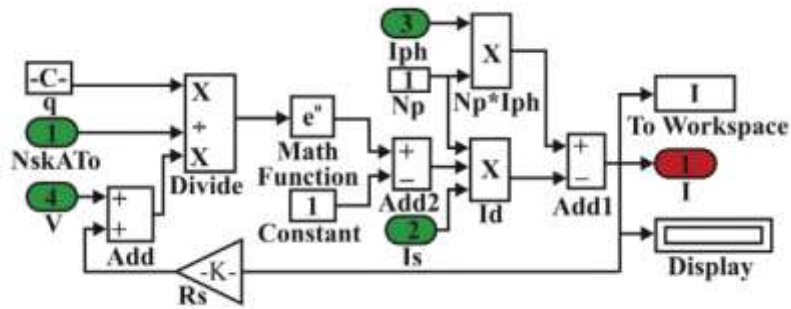 3
Iph
-C-
q
X
÷
X
Divide
1
NskATo
4
V
+
+
Add
eᵘ
Math
Function
1
Constant
1
Np
X
Np*Iph
+
−
Add2
X
Id
2
Is
+
−
Add1
I
To Workspace
1
I
Display
-K-
Rs